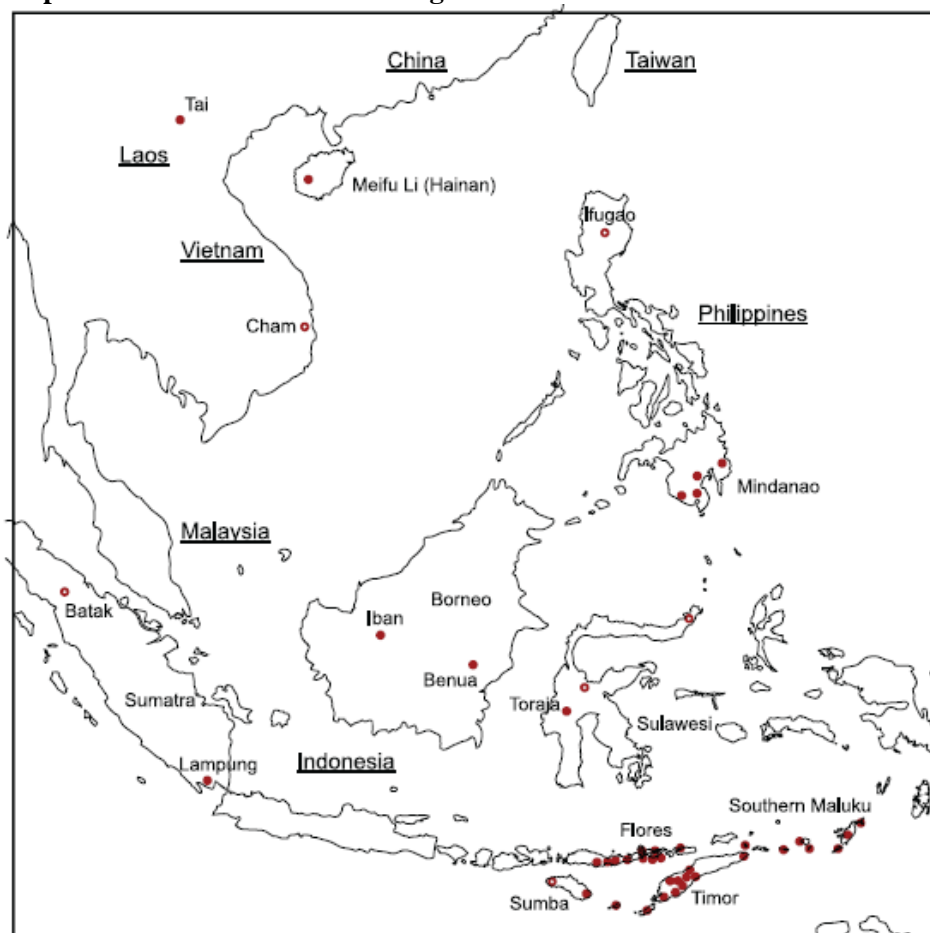 China
Taiwan
Tai
Laos
Meifu Li (Hainan)
Ifugao
Vietnam
Philippines
Cham
Mindanao
Malaysia
Batak
Borneo
Iban
Benua
Sumatra
Toraja
Sulawesi
Lampung
Indonesia
Southern Maluku
Flores
Sumba
Timor